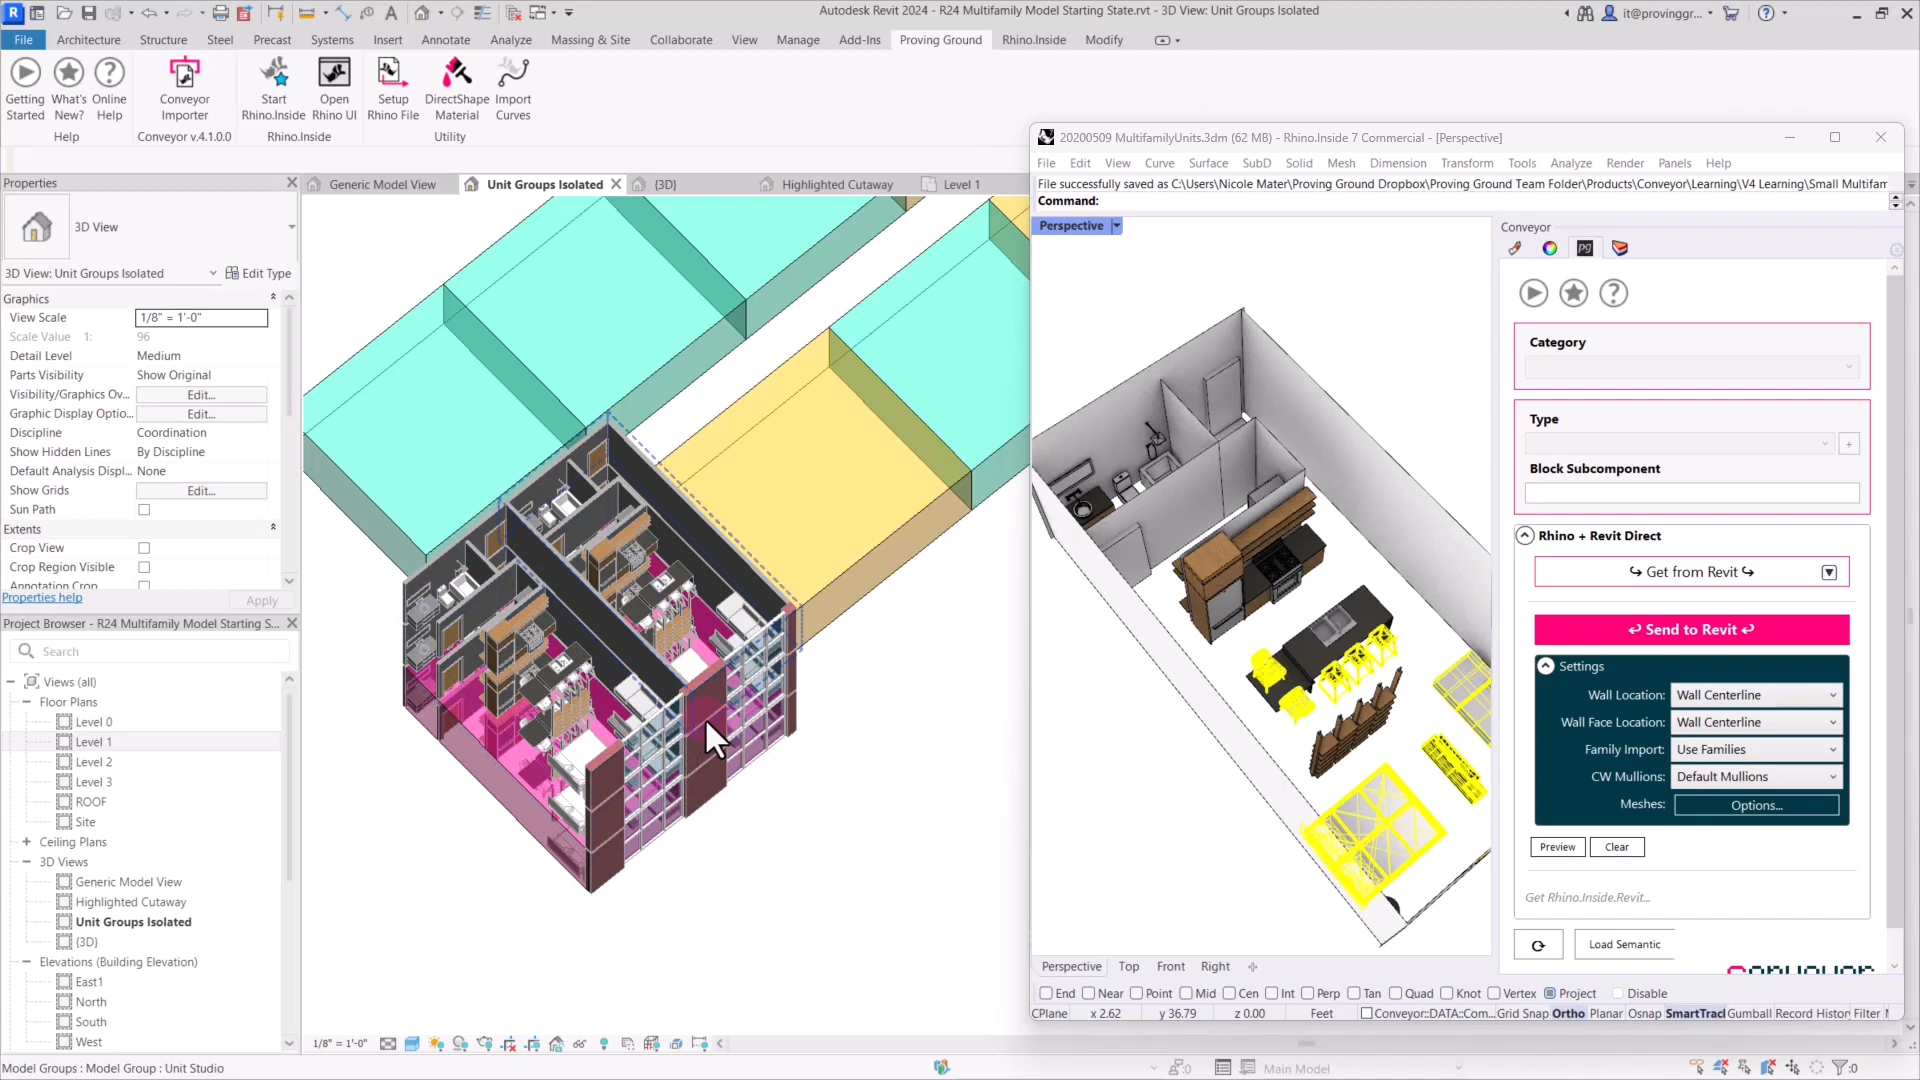 Autodesk Revit 2024 - R24 Multifamily Model Starting State.rvt - 3D View: Unit Groups Isolated
it@provinggr...
File Architecture Structure Steel Precast Systems Insert Annotate Analyze Massing & Site Collaborate View Manage Add-Ins Proving Ground Rhino.Inside Modify
Getting Started
What's New?
Online Help
Conveyor Importer
Start Rhino.Inside
Open Rhino UI
Setup Rhino File
DirectShape Material
Import Curves
Help
Conveyor v.4.1.0.0
Rhino.Inside
Utility
Properties
3D View
3D View: Unit Groups Isolated
Edit Type
Graphics
View Scale 1/8" = 1'-0"
Scale Value 1: 96
Detail Level Medium
Parts Visibility Show Original
Visibility/Graphics Ov... Edit...
Graphic Display Optio... Edit...
Discipline Coordination
Show Hidden Lines By Discipline
Default Analysis Displ... None
Show Grids Edit...
Sun Path
Extents
Crop View
Crop Region Visible
Annotation Crop
Properties help
Apply
Project Browser - R24 Multifamily Model Starting S...
Search
Views (all)
Floor Plans
Level 0
Level 1
Level 2
Level 3
ROOF
Site
Ceiling Plans
3D Views
Generic Model View
Highlighted Cutaway
Unit Groups Isolated
{3D}
Elevations (Building Elevation)
East1
North
South
West
Generic Model View
Unit Groups Isolated
{3D}
Highlighted Cutaway
Level 1
1/8" = 1'-0"
20200509 MultifamilyUnits.3dm (62 MB) - Rhino.Inside 7 Commercial - [Perspective]
File Edit View Curve Surface SubD Solid Mesh Dimension Transform Tools Analyze Render Panels Help
File successfully saved as C:\Users\Nicole Mater\Proving Ground Dropbox\Proving Ground Team Folder\Products\Conveyor\Learning\V4 Learning\Small Multifam
Command:
Perspective
Conveyor
pg
Category
Type
+
Block Subcomponent
Rhino + Revit Direct
↪ Get from Revit ↪
↩ Send to Revit ↩
Settings
Wall Location: Wall Centerline
Wall Face Location: Wall Centerline
Family Import: Use Families
CW Mullions: Default Mullions
Meshes: Options...
Preview
Clear
Get Rhino.Inside.Revit...
Load Semantic
Perspective Top Front Right
End Near Point Mid Cen Int Perp Tan Quad Knot Vertex Project Disable
CPlane x 2.62 y 36.79 z 0.00 Feet Conveyor::DATA::Com... Grid Snap Ortho Planar Osnap SmartTracl Gumball Record History Filter
Model Groups : Model Group : Unit Studio
:0
Main Model
:0